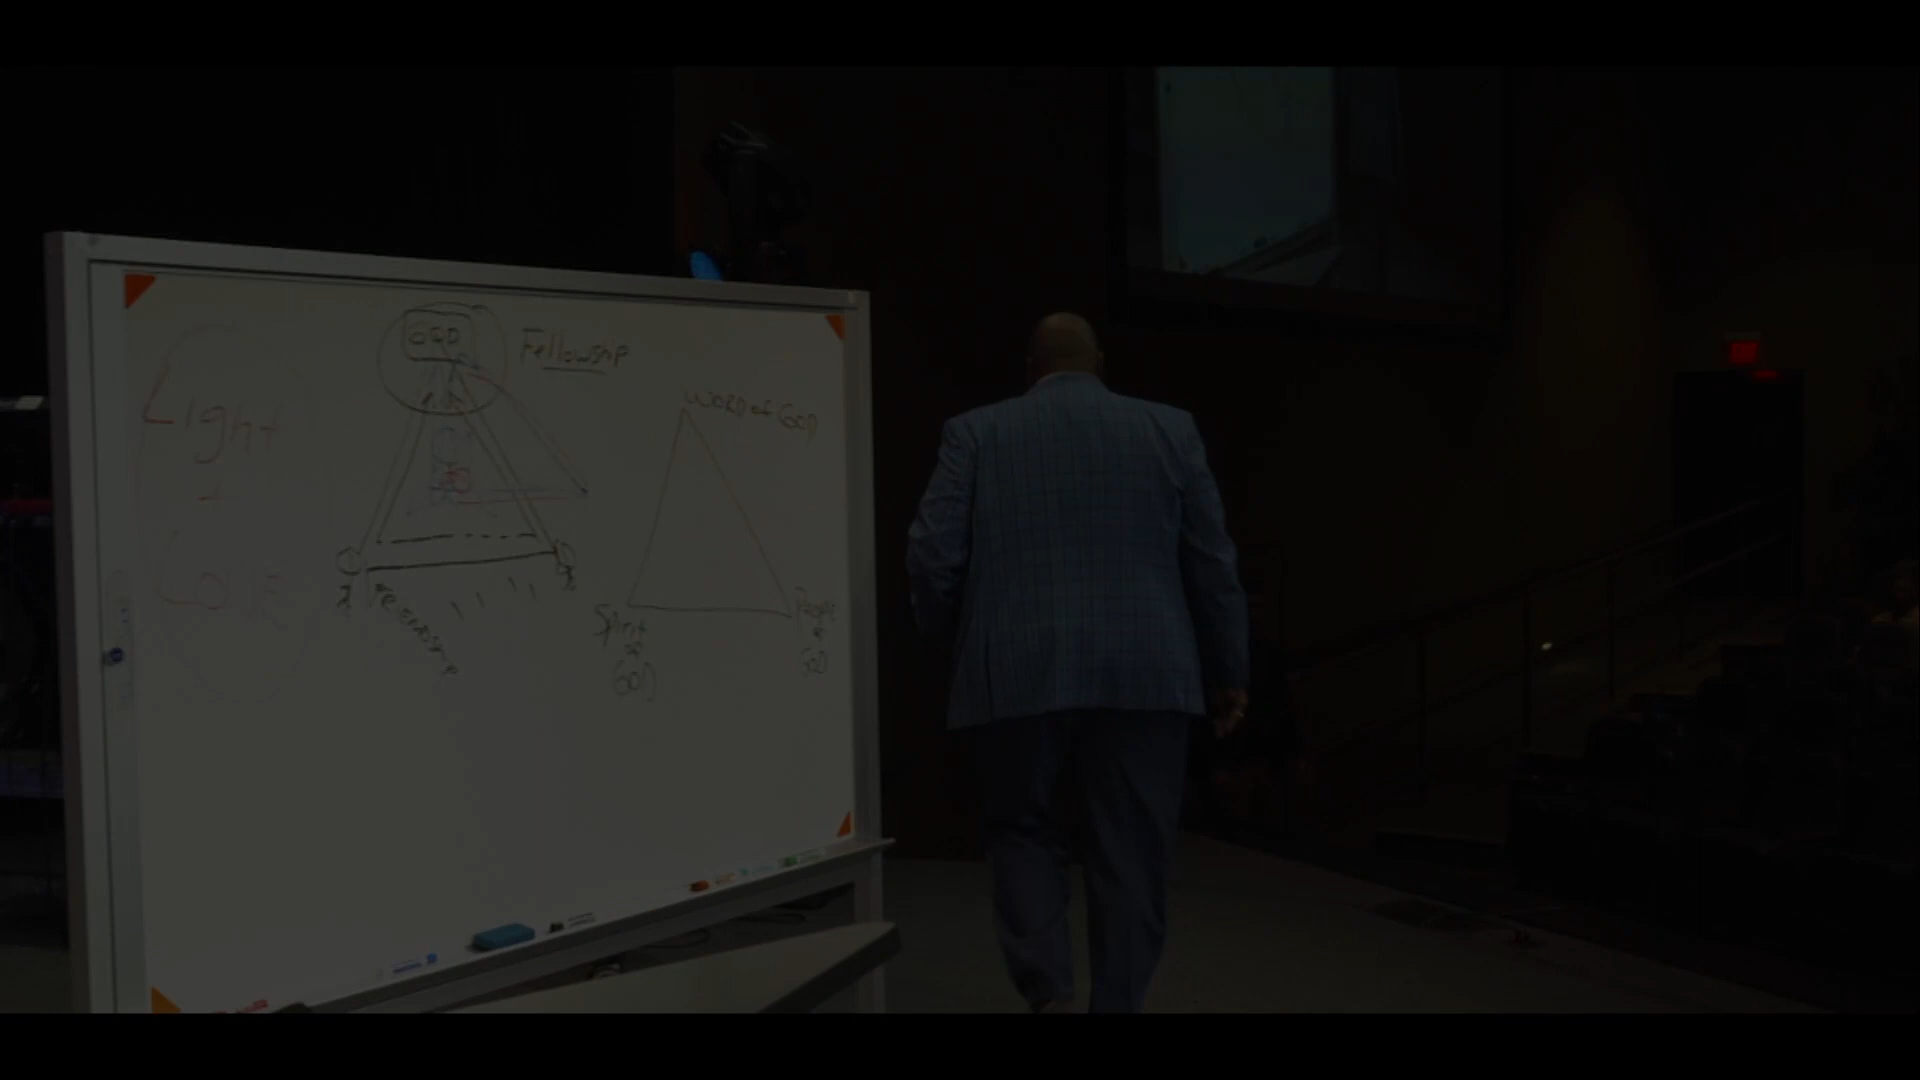 GOD
Fellowship
Light
+
Love
WORD of GOD
Spirit
of
GOD
People
of
GOD